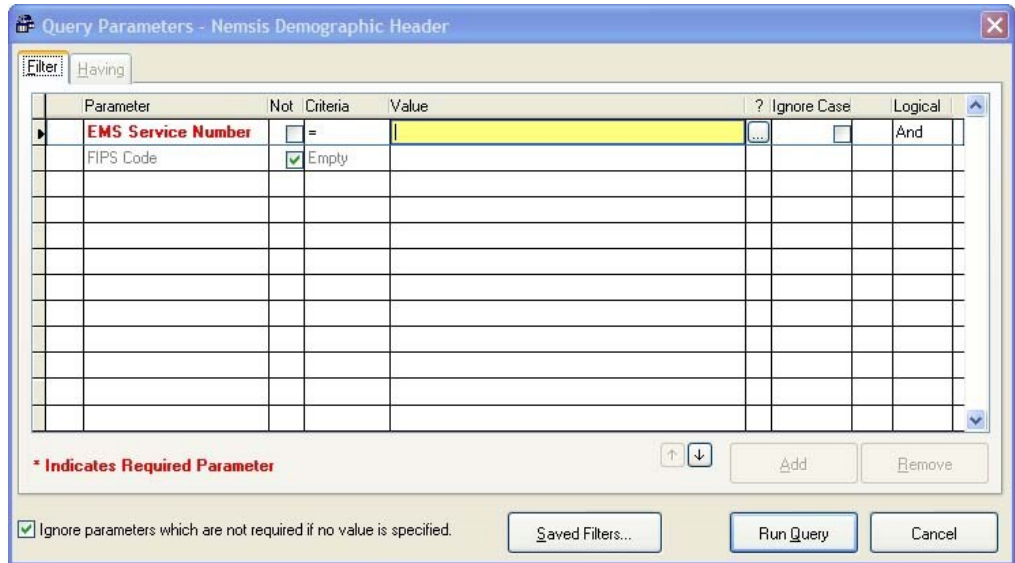 Query Parameters - Nemsis Demographic Header
Filter Having
Parameter Not Criteria Value ? Ignore Case Logical
EMS Service Number = ... And
FIPS Code Empty
* Indicates Required Parameter
Add Remove
Ignore parameters which are not required if no value is specified.
Saved Filters... Run Query Cancel